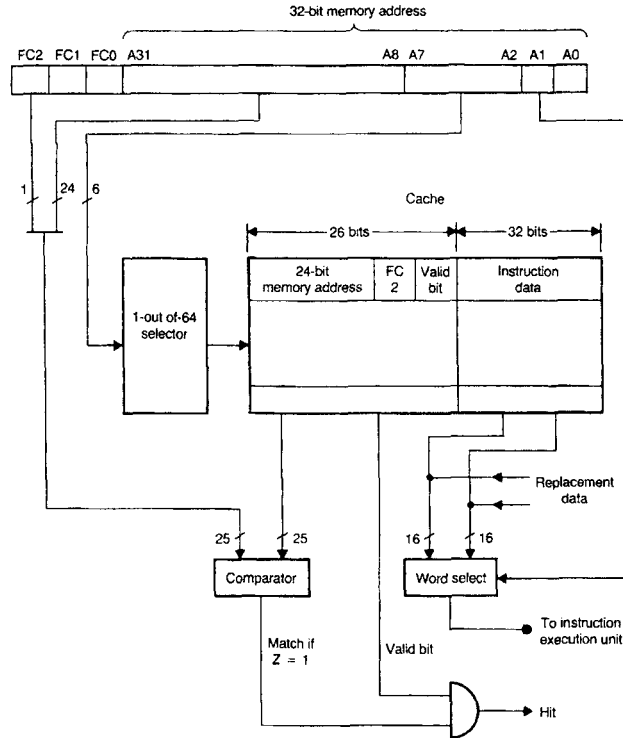 32-bit memory address
FC2 FC1 FC0 A31 A8 A7 A2 A1 A0
1 24 6
Cache
26 bits 32 bits
24-bit
memory address
FC
2
Valid
bit
Instruction
data
1-out of-64
selector
Replacement
data
25 25 16 16
Comparator
Word select
To instruction
execution unit
Match if
Z = 1
Valid bit
Hit